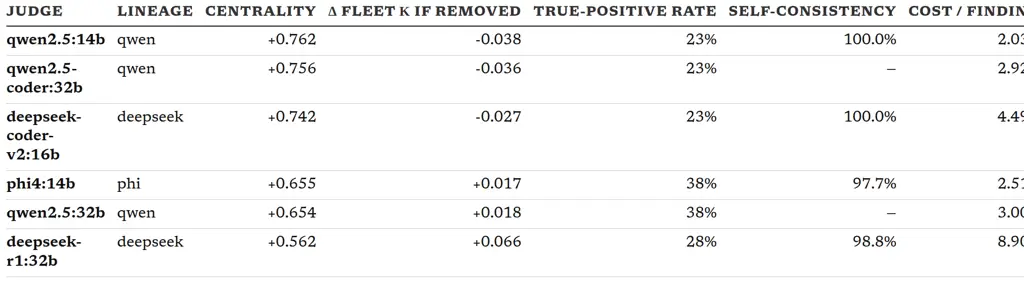 JUDGE LINEAGE CENTRALITY Δ FLEET Κ IF REMOVED TRUE-POSITIVE RATE SELF-CONSISTENCY COST / FINDIN
qwen2.5:14b qwen +0.762 -0.038 23% 100.0% 2.03
qwen2.5- qwen +0.756 -0.036 23% – 2.92
coder:32b
deepseek- deepseek +0.742 -0.027 23% 100.0% 4.49
coder-
v2:16b
phi4:14b phi +0.655 +0.017 38% 97.7% 2.51
qwen2.5:32b qwen +0.654 +0.018 38% – 3.00
deepseek- deepseek +0.562 +0.066 28% 98.8% 8.90
r1:32b